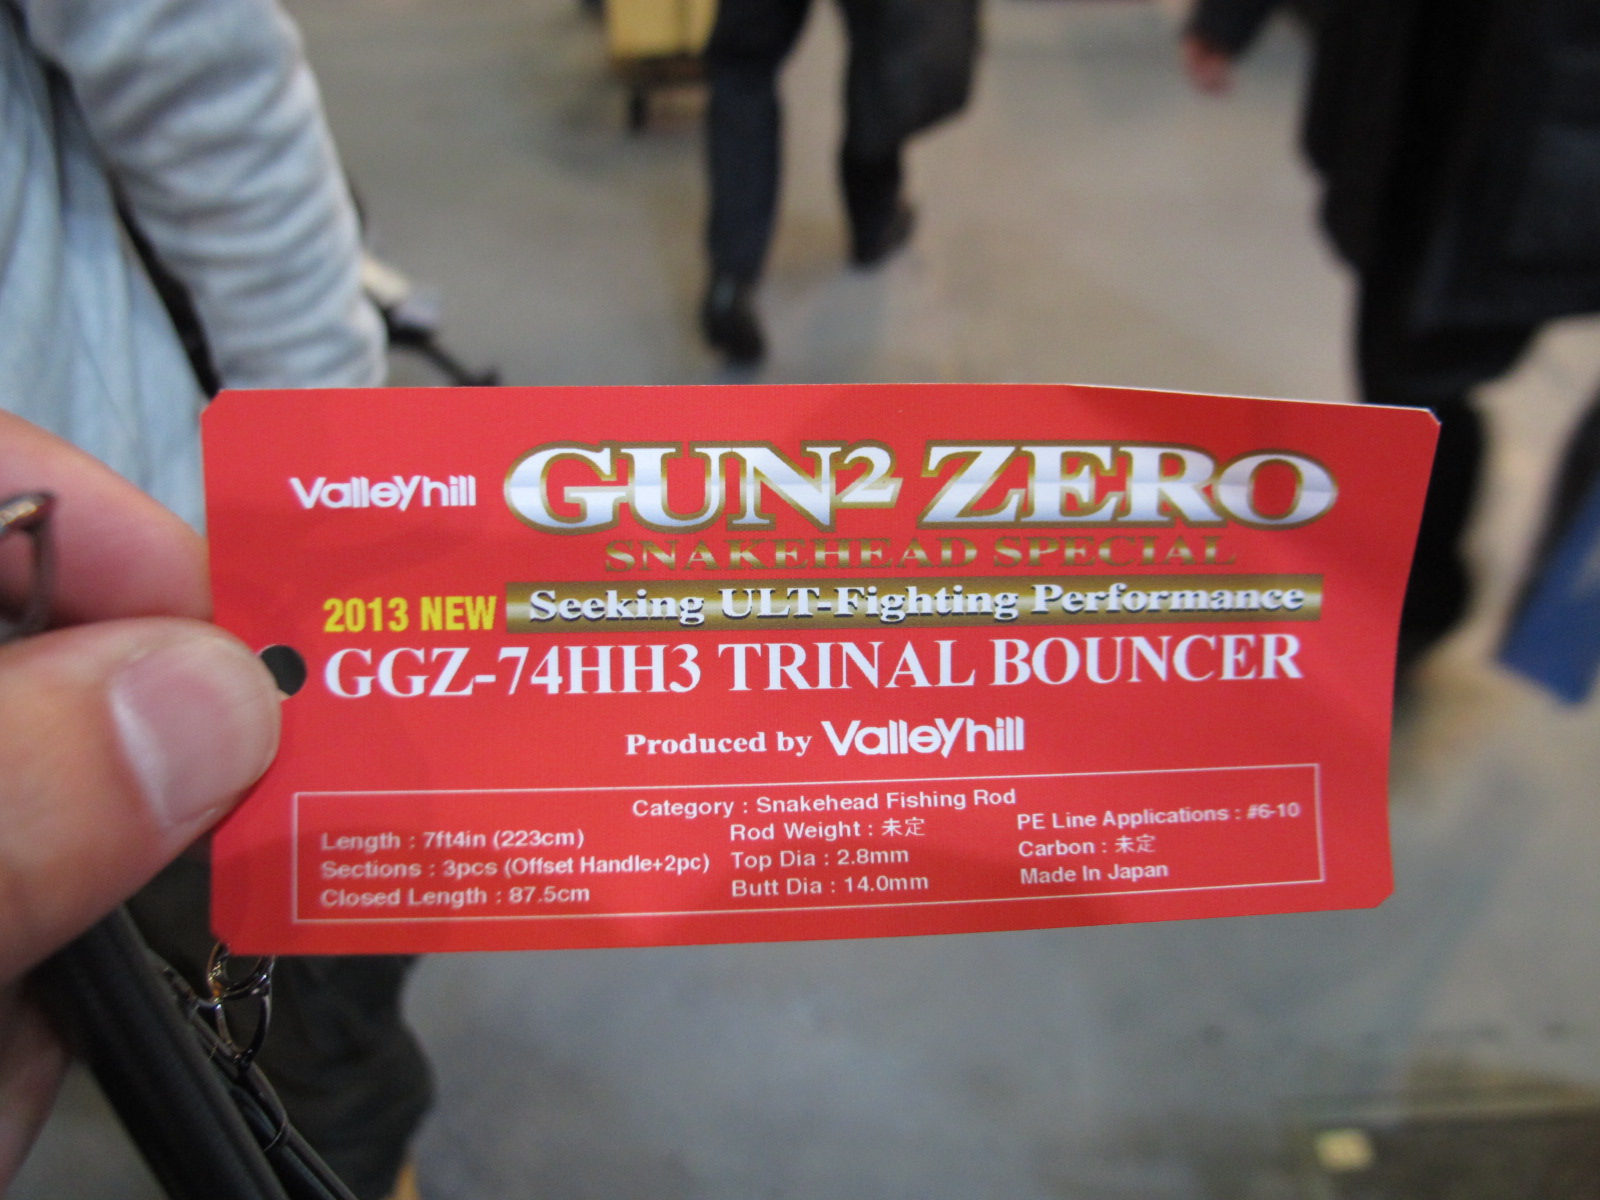 Valleyhill GUN2 ZERO
SNAKEHEAD SPECIAL
2013 NEW Seeking ULT-Fighting Performance
GGZ-74HH3 TRINAL BOUNCER
Produced by Valleyhill
Category : Snakehead Fishing Rod
Length : 7ft4in (223cm) Rod Weight : 未定 PE Line Applications : #6-10
Sections : 3pcs (Offset Handle+2pc) Top Dia : 2.8mm Carbon : 未定
Closed Length : 87.5cm Butt Dia : 14.0mm Made In Japan